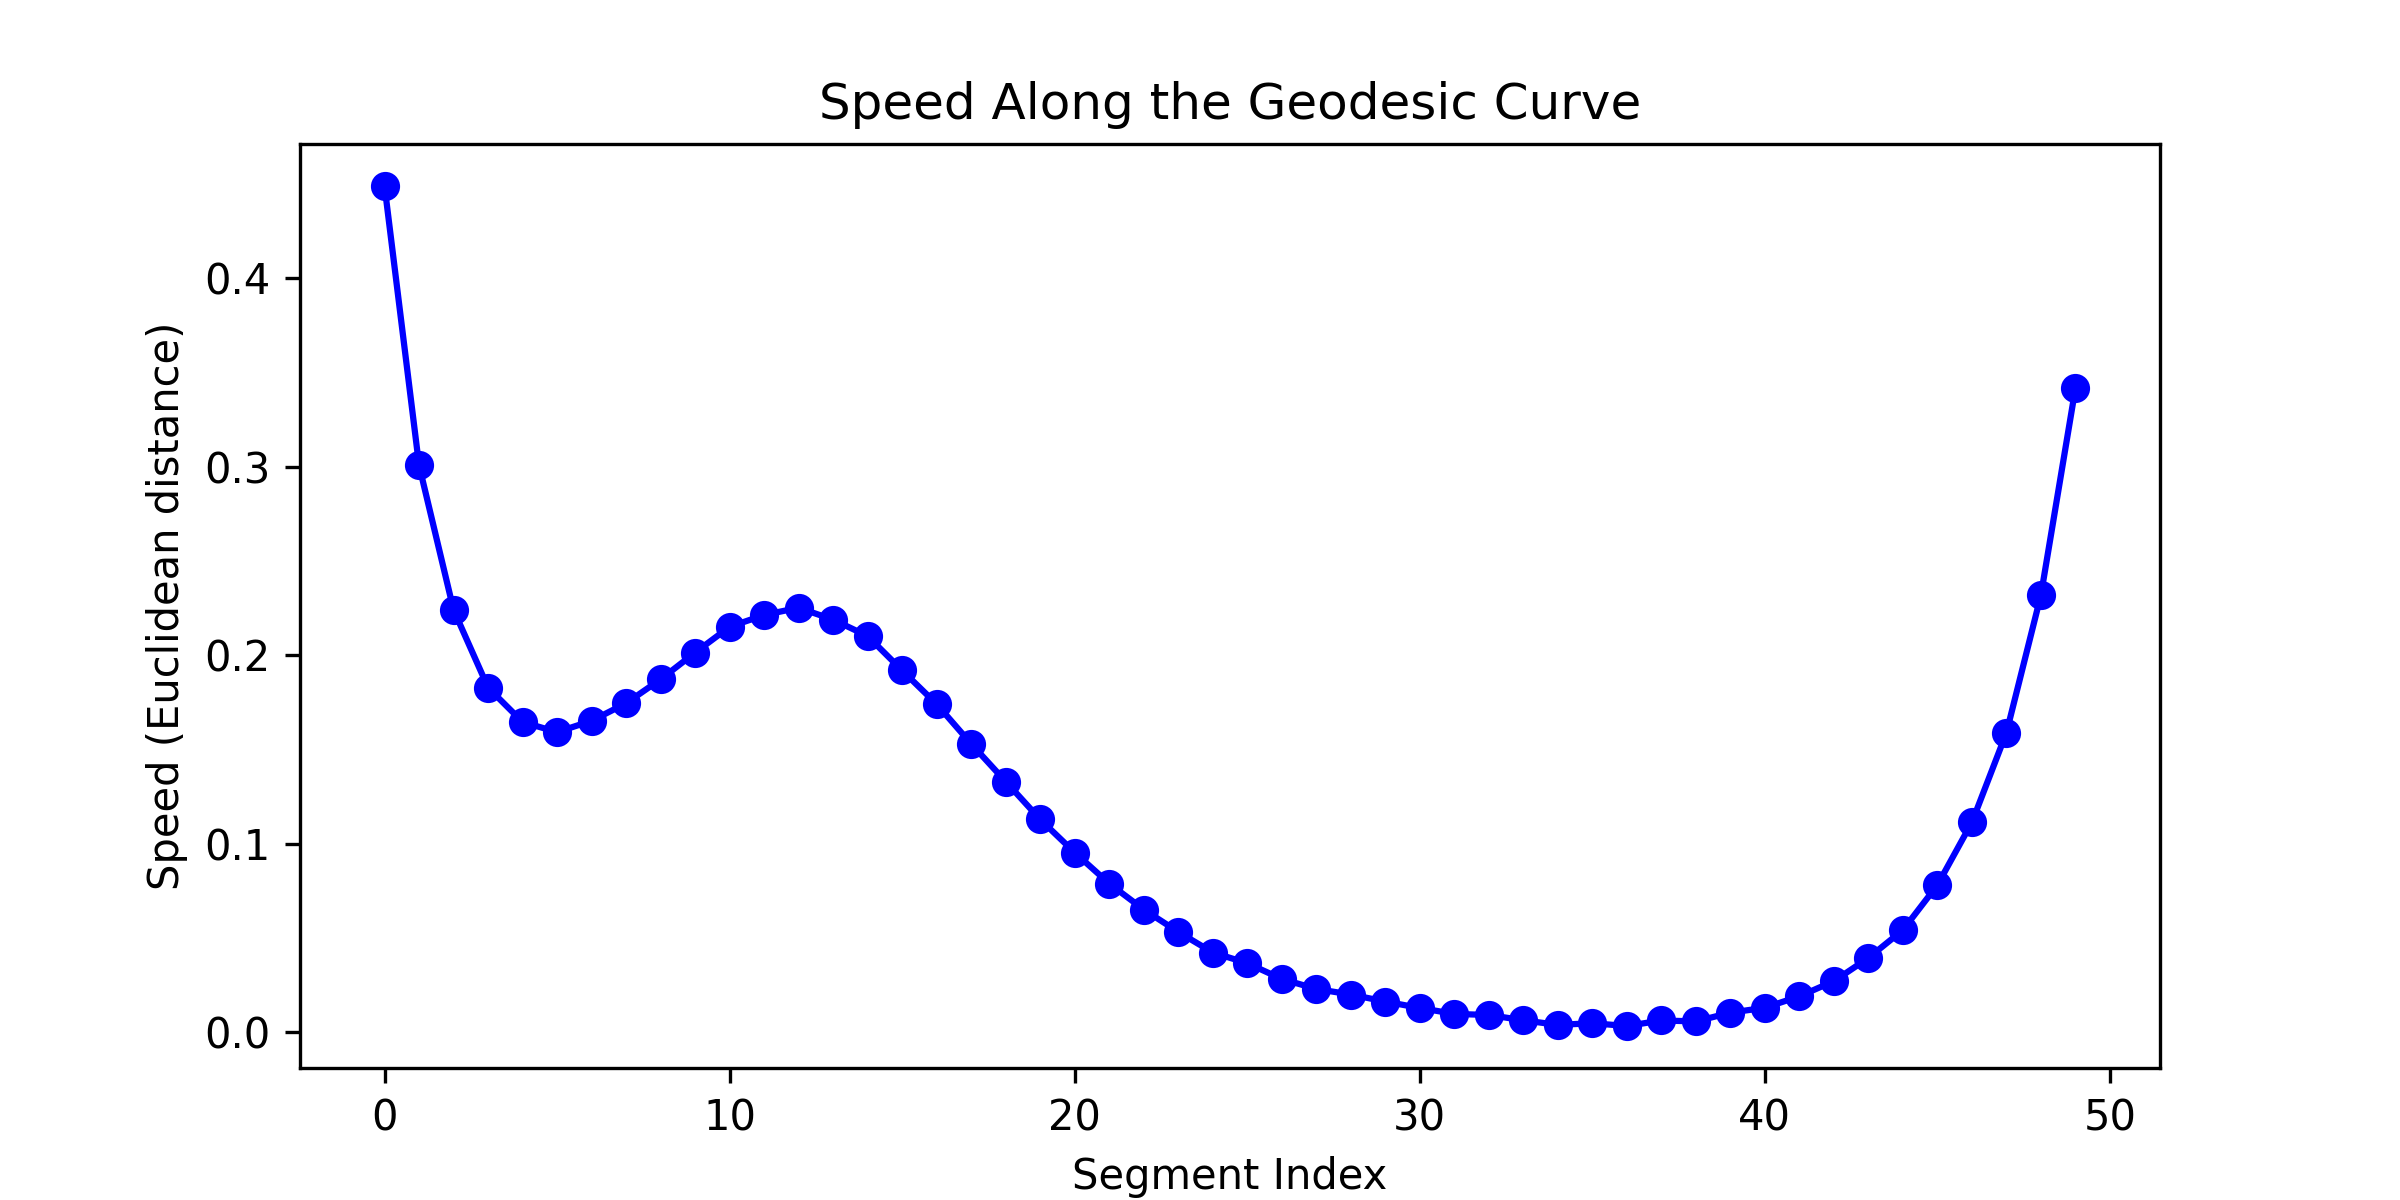 Speed Along the Geodesic Curve
Speed (Euclidean distance)
0.4
0.3
0.2
0.1
0.0
0 10 20 30 40 50
Segment Index